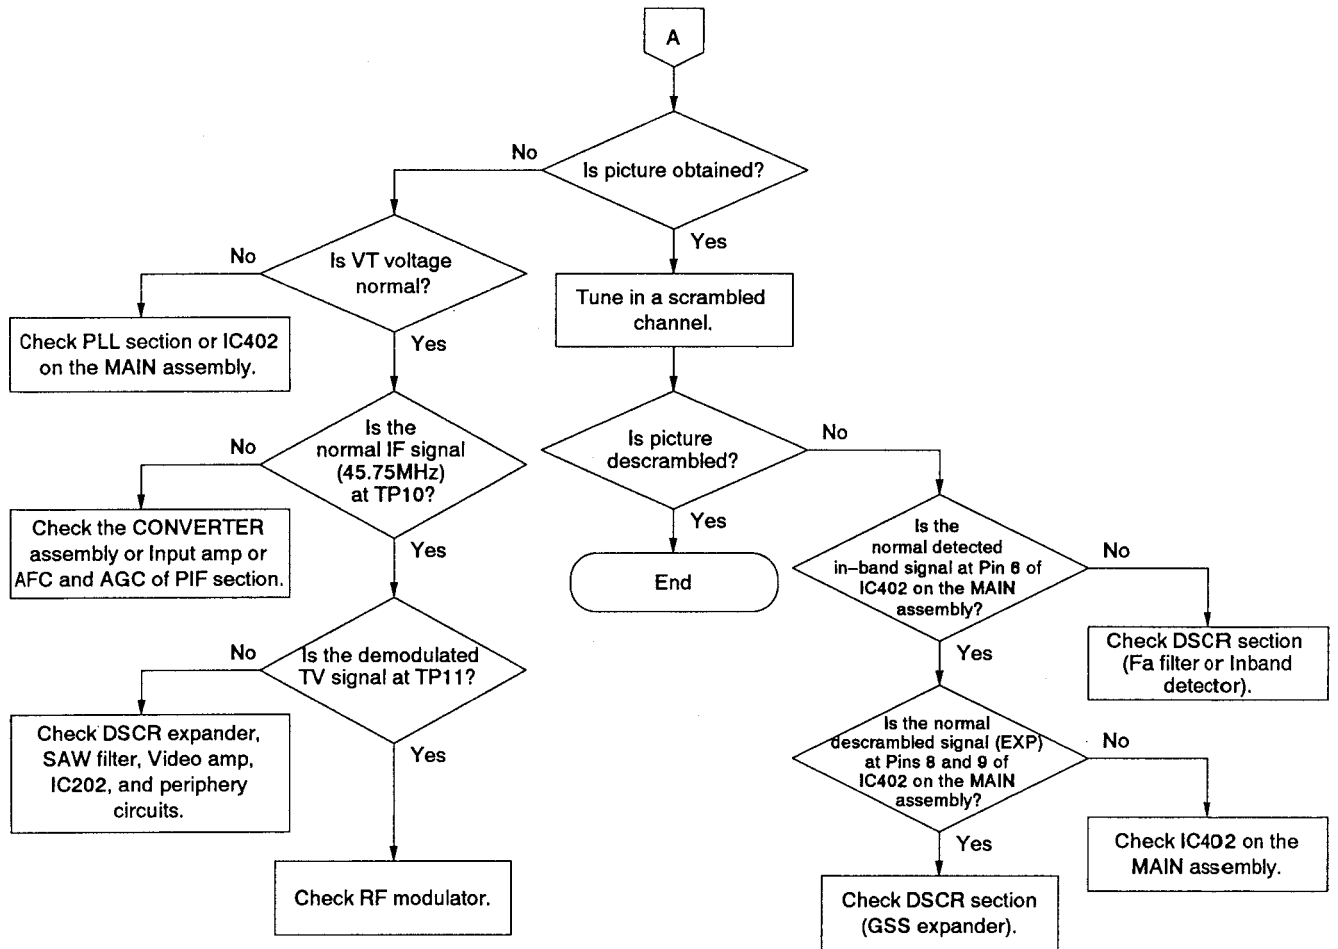 A
Is picture obtained?
No
Yes
Is VT voltage
normal?
No
Yes
Check PLL section or IC402
on the MAIN assembly.
Is the
normal IF signal
(45.75MHz)
at TP10?
No
Yes
Check the CONVERTER
assembly or Input amp or
AFC and AGC of PIF section.
Is the demodulated
TV signal at TP11?
No
Yes
Check DSCR expander,
SAW filter, Video amp,
IC202, and periphery
circuits.
Check RF modulator.
Tune in a scrambled
channel.
Is picture
descrambled?
No
Yes
End
Is the
normal detected
in-band signal at Pin 6 of
IC402 on the MAIN
assembly?
No
Yes
Check DSCR section
(Fa filter or Inband
detector).
Is the normal
descrambled signal (EXP)
at Pins 8 and 9 of
IC402 on the MAIN
assembly?
No
Yes
Check IC402 on the
MAIN assembly.
Check DSCR section
(GSS expander).